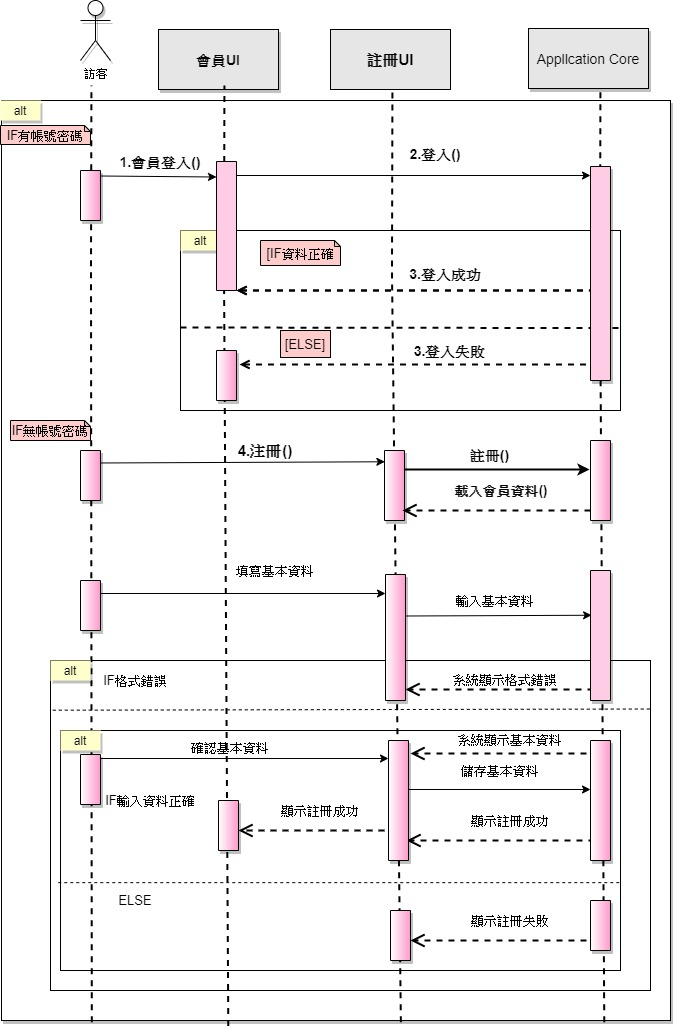 訪客
會員UI
註冊UI
Application Core
alt
IF有帳號密碼
1.會員登入()
2.登入()
alt
[IF資料正確
3.登入成功
[ELSE]
3.登入失敗
IF無帳號密碼
4.注冊()
註冊()
載入會員資料()
填寫基本資料
輸入基本資料
alt
IF格式錯誤
系統顯示格式錯誤
alt
系統顯示基本資料
確認基本資料
儲存基本資料
IF輸入資料正確
顯示註冊成功
顯示註冊成功
ELSE
顯示註冊失敗